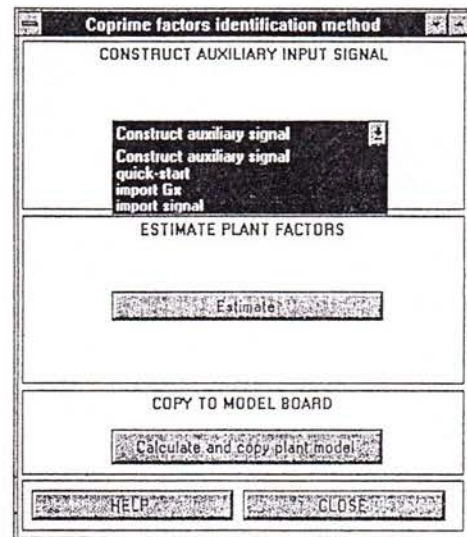 Coprime factors identification method
CONSTRUCT AUXILIARY INPUT SIGNAL
Construct auxiliary signal
Construct auxiliary signal
quick-start
import Gx
import signal
ESTIMATE PLANT FACTORS
Estimate
COPY TO MODEL BOARD
Calculate and copy plant model
HELP
CLOSE